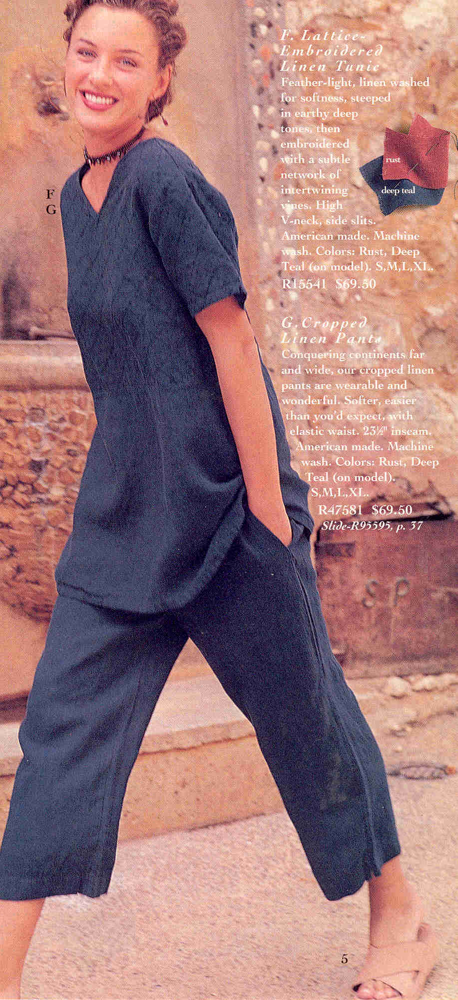 F. Lattice-
Embroidered
Linen Tunic
Feather-light, linen washed
for softness, steeped
in earthy deep
tones, then
embroidered
with a subtle
network of
intertwining
vines. High
V-neck, side slits.
American made. Machine
wash. Colors: Rust, Deep
Teal (on model). S,M,L,XL.
R15541 $69.50
rust
deep teal
F
G
G. Cropped
Linen Pants
Conquering continents far
and wide, our cropped linen
pants are wearable and
wonderful. Softer, easier
than you'd expect, with
elastic waist. 23½" inseam.
American made. Machine
wash. Colors: Rust, Deep
Teal (on model).
S,M,L,XL.
R47581 $69.50
Slide-R95595, p. 37
SP
5